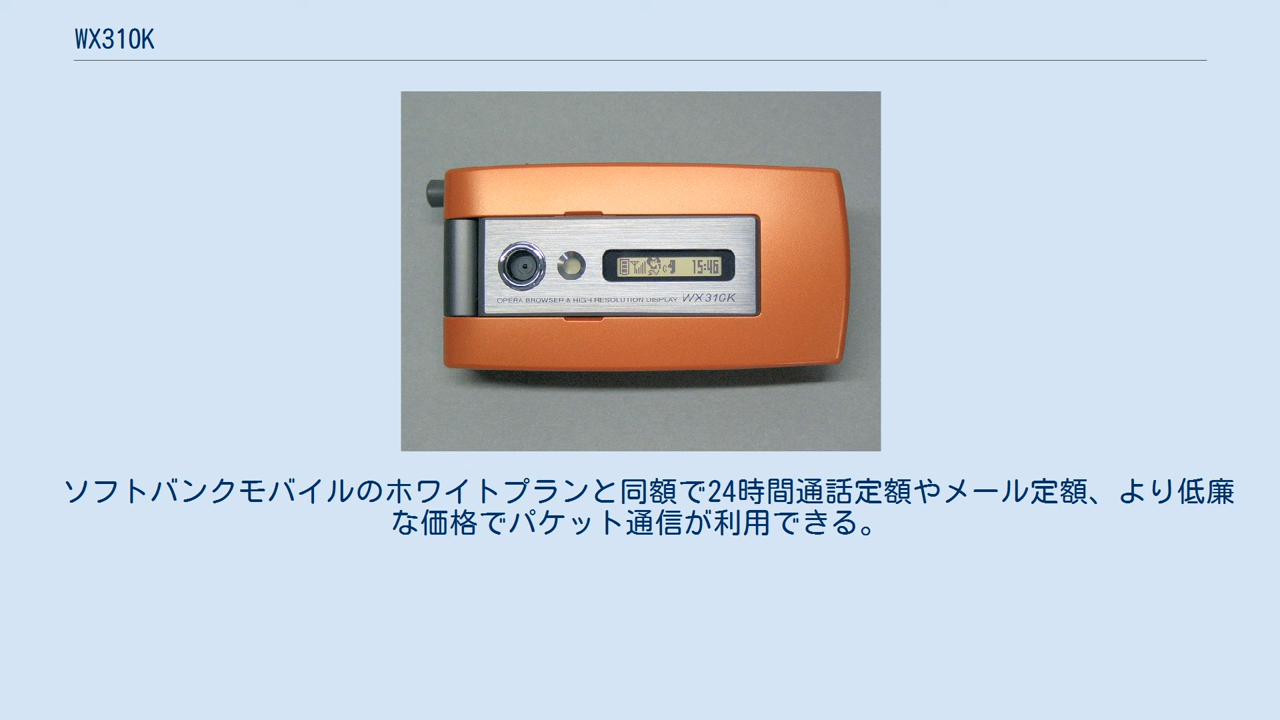 WX310K
15:46
OPERA BROWSER & HIGH RESOLUTION DISPLAY WX310K
ソフトバンクモバイルのホワイトプランと同額で24時間通話定額やメール定額、より低廉
な価格でパケット通信が利用できる。